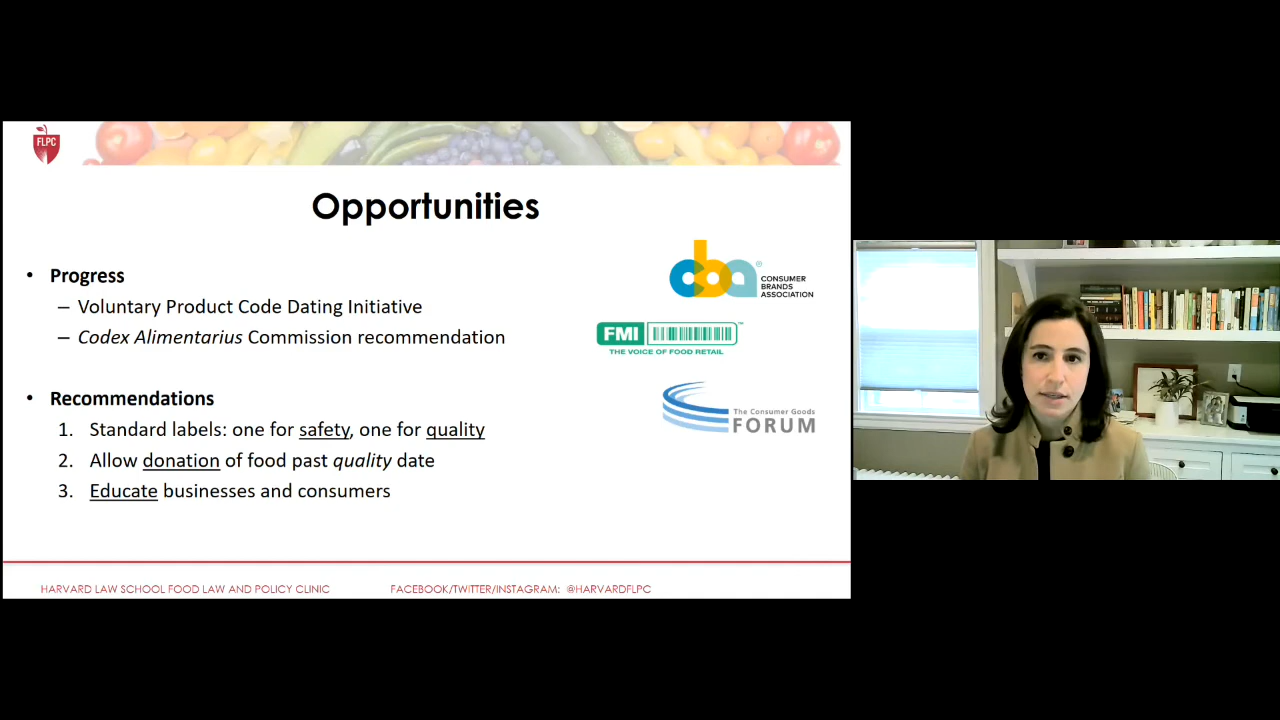 FLPC
Opportunities
• Progress
– Voluntary Product Code Dating Initiative
– Codex Alimentarius Commission recommendation
• Recommendations
1. Standard labels: one for safety, one for quality
2. Allow donation of food past quality date
3. Educate businesses and consumers
cba®
CONSUMER
BRANDS
ASSOCIATION
FMI™
THE VOICE OF FOOD RETAIL
The Consumer Goods
FORUM
HARVARD LAW SCHOOL FOOD LAW AND POLICY CLINIC
FACEBOOK/TWITTER/INSTAGRAM: @HARVARDFLPC